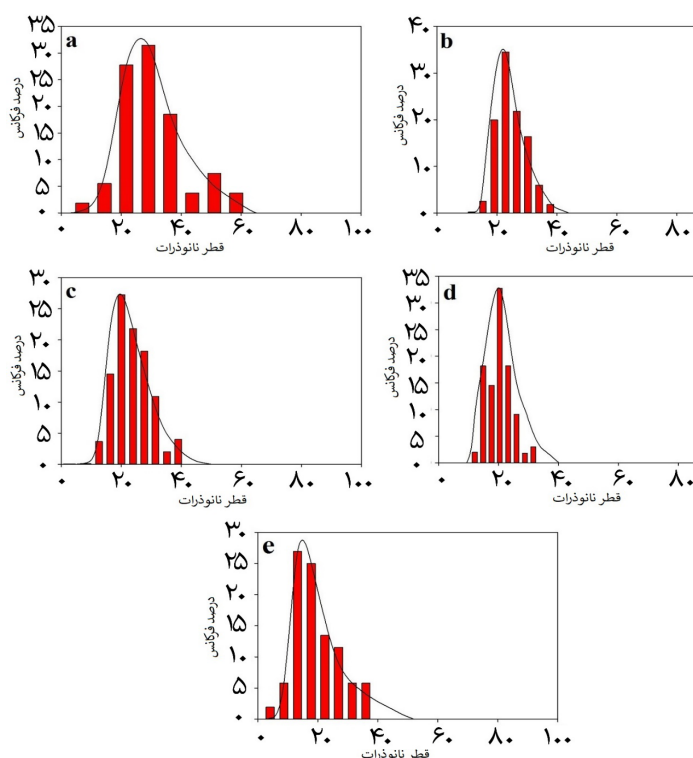 a
۳۵
۳۰
۲۵
۲۰
۱۵
۱۰
۵
۰
درصد فرکانس
۰ ۲۰ ۴۰ ۶۰ ۸۰ ۱۰۰
قطر نانوذرات
b
۴۰
۳۰
۲۰
۱۰
۰
درصد فرکانس
۰ ۲۰ ۴۰ ۶۰ ۸۰
قطر نانوذرات
c
۳۰
۲۵
۲۰
۱۵
۱۰
۵
۰
درصد فرکانس
۰ ۲۰ ۴۰ ۶۰ ۸۰ ۱۰۰
قطر نانوذرات
d
۳۵
۳۰
۲۵
۲۰
۱۵
۱۰
۵
۰
درصد فرکانس
۰ ۲۰ ۴۰ ۶۰ ۸۰
قطر نانوذرات
e
۳۰
۲۵
۲۰
۱۵
۱۰
۵
۰
درصد فرکانس
۰ ۲۰ ۴۰ ۶۰ ۸۰ ۱۰۰
قطر نانوذرات